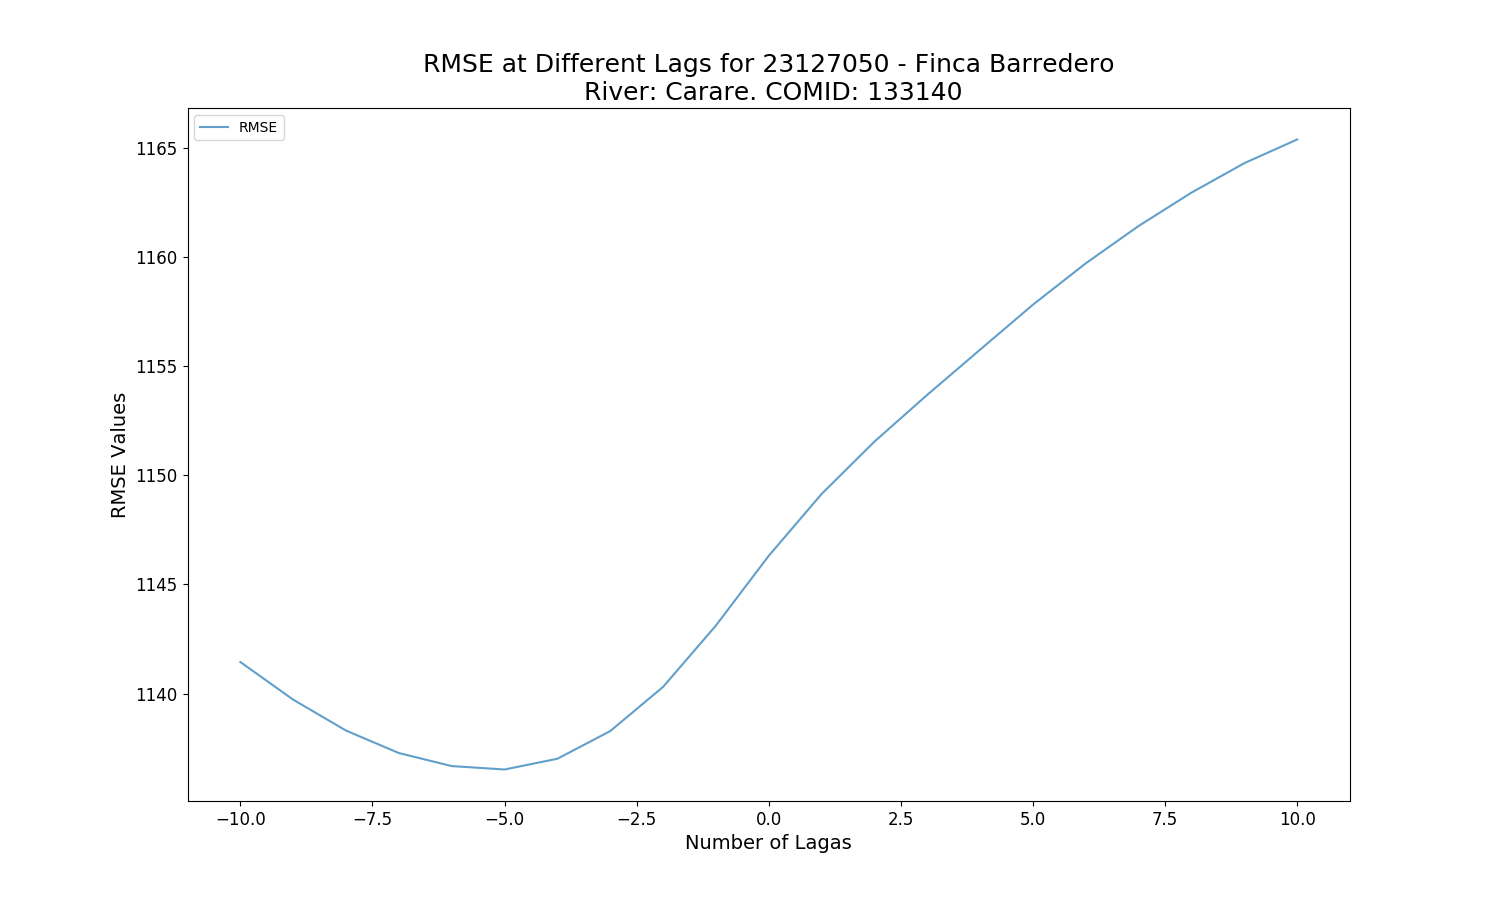 RMSE at Different Lags for 23127050 - Finca Barredero
River: Carare. COMID: 133140
RMSE
1165
1160
1155
1150
1145
1140
RMSE Values
−10.0 −7.5 −5.0 −2.5 0.0 2.5 5.0 7.5 10.0
Number of Lagas